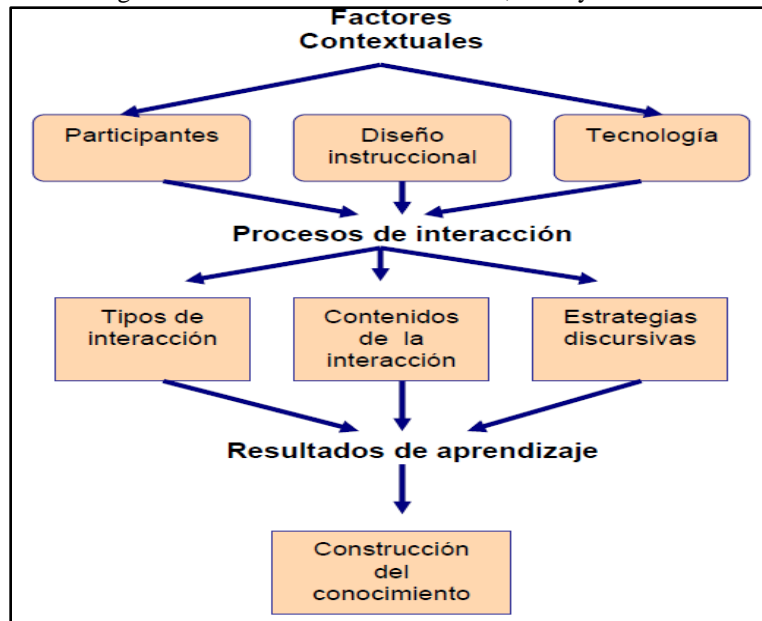 Factores
Contextuales
Participantes
Diseño
instruccional
Tecnología
Procesos de interacción
Tipos de
interacción
Contenidos
de la
interacción
Estrategias
discursivas
Resultados de aprendizaje
Construcción
del
conocimiento